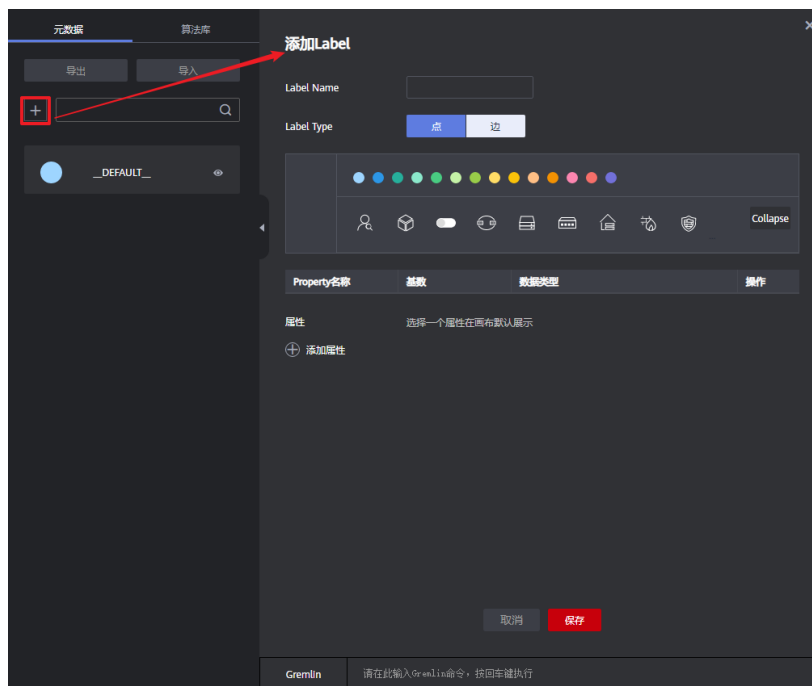 元数据
算法库
导出
导入
__DEFAULT__
添加Label
Label Name
Label Type
点
边
Collapse
Property名称
基数
数据类型
操作
属性
选择一个属性在画布默认展示
添加属性
取消
保存
Gremlin
请在此输入Gremlin命令，按回车键执行